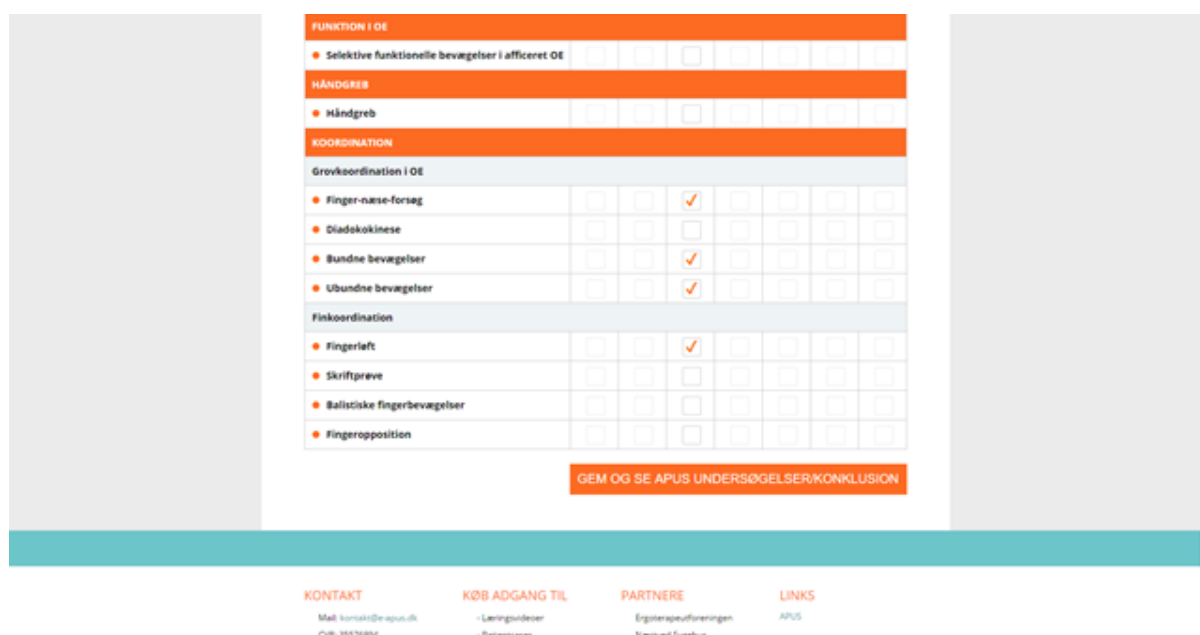 FUNKTION I OE
Selektive funktionelle bevægelser i afficeret OE
HÅNDGREB
Håndgreb
KOORDINATION
Grovkoordination i OE
Finger-næse-forsøg
Diadokokinese
Bundne bevægelser
Ubundne bevægelser
Finkoordination
Fingerløft
Skriftprøve
Balistiske fingerbevægelser
Fingeropposition
GEM OG SE APUS UNDERSØGELSER/KONKLUSION
KONTAKT KØB ADGANG TIL PARTNERE LINKS
Mail: kontakt@e-apus.dk - Læringsvideoer Ergoterapeutforeningen APUS